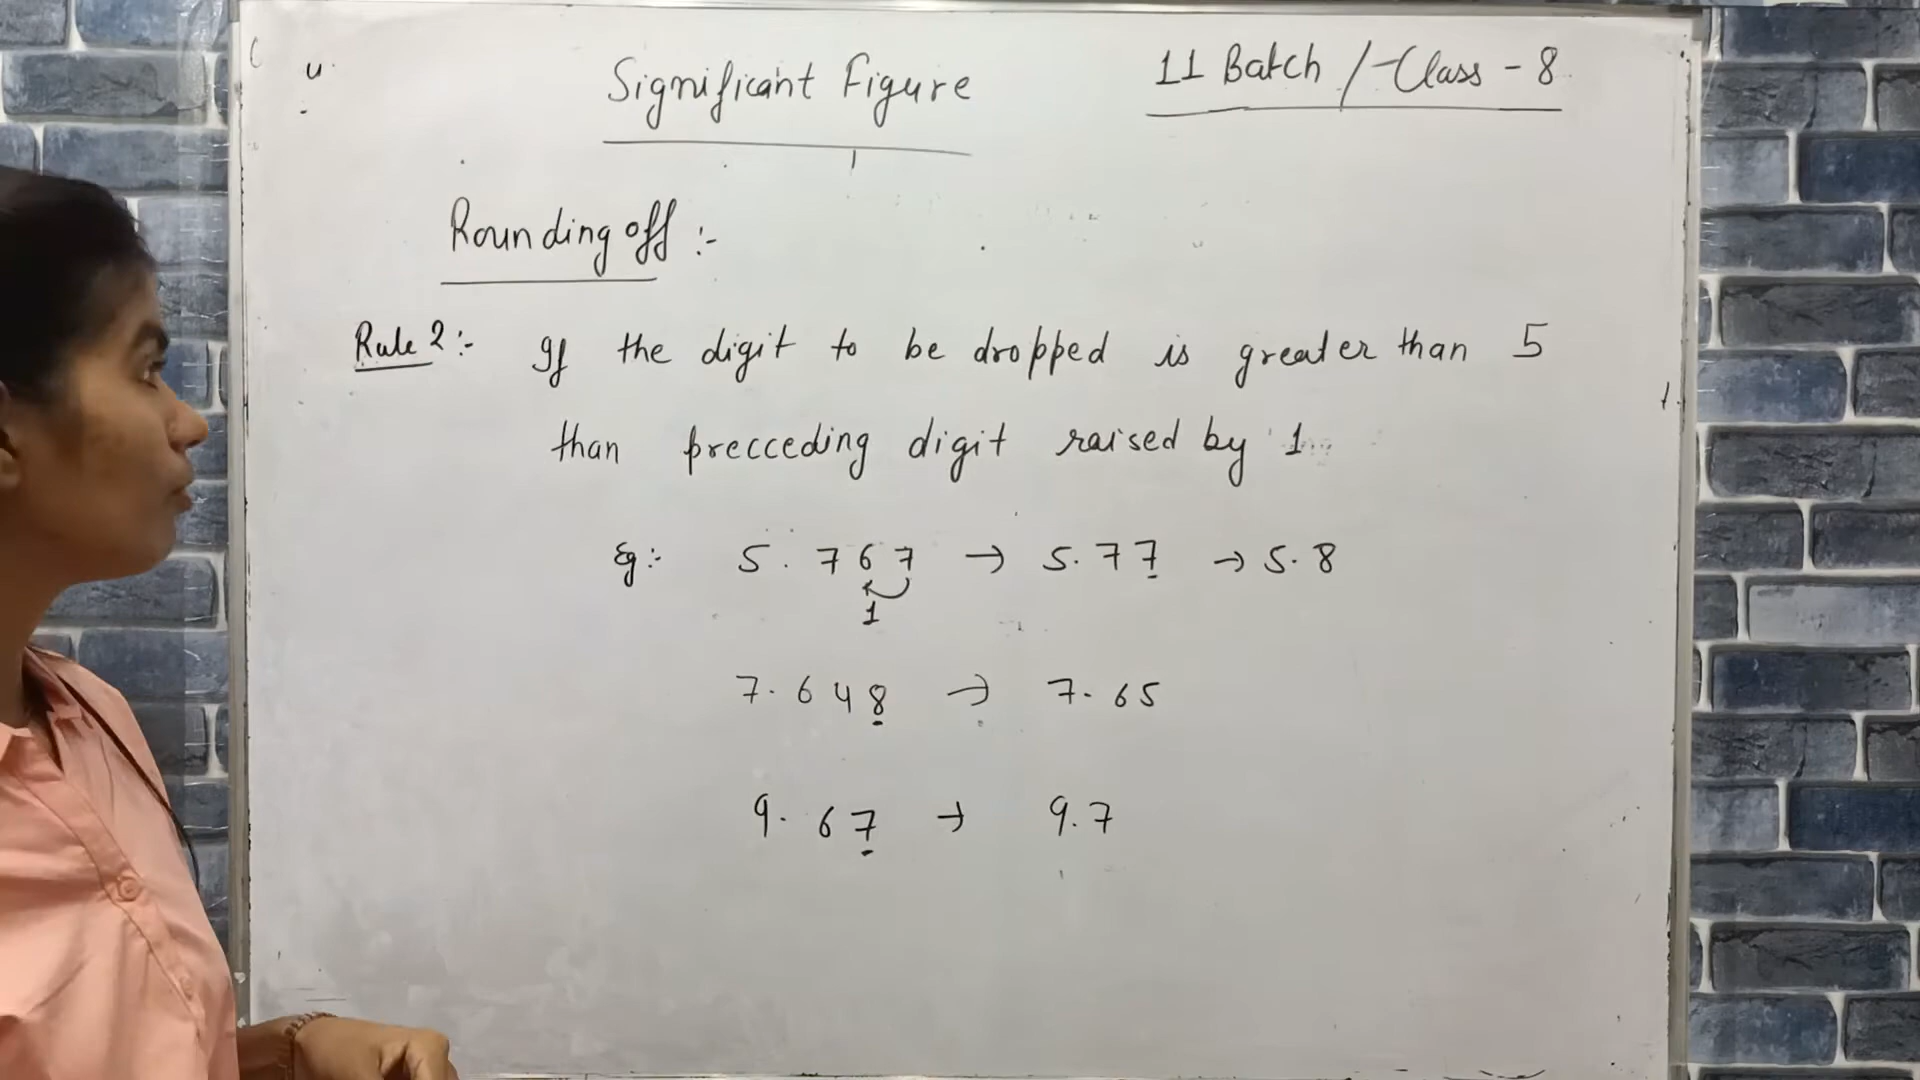 Significant Figure
11 Batch / Class - 8
Rounding off :-
Rule 2 :- If the digit to be dropped is greater than 5
than precceding digit raised by 1
Eg :- 5.767 → 5.77 → 5.8
1
7.648 → 7.65
9.67 → 9.7